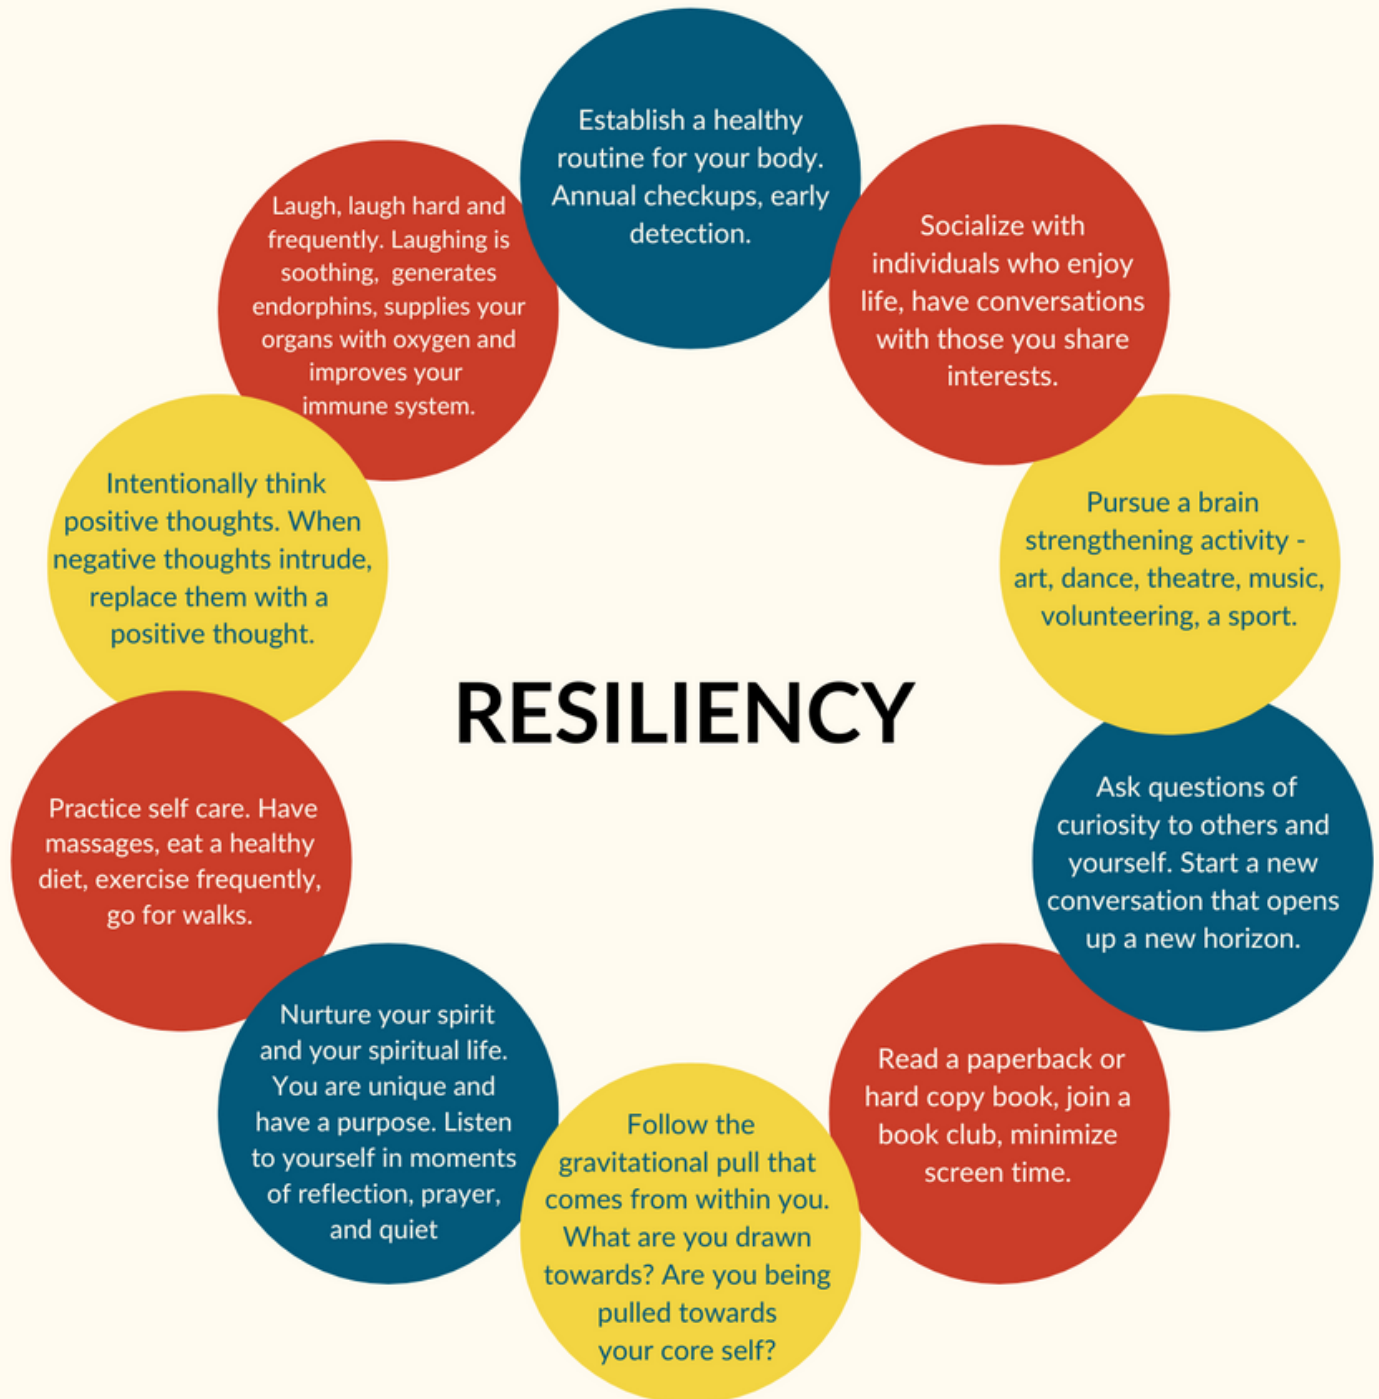 Establish a healthy
routine for your body.
Annual checkups, early
detection.
Socialize with
individuals who enjoy
life, have conversations
with those you share
interests.
Pursue a brain
strengthening activity -
art, dance, theatre, music,
volunteering, a sport.
Ask questions of
curiosity to others and
yourself. Start a new
conversation that opens
up a new horizon.
Read a paperback or
hard copy book, join a
book club, minimize
screen time.
Follow the
gravitational pull that
comes from within you.
What are you drawn
towards? Are you being
pulled towards
your core self?
Nurture your spirit
and your spiritual life.
You are unique and
have a purpose. Listen
to yourself in moments
of reflection, prayer,
and quiet
Practice self care. Have
massages, eat a healthy
diet, exercise frequently,
go for walks.
Intentionally think
positive thoughts. When
negative thoughts intrude,
replace them with a
positive thought.
Laugh, laugh hard and
frequently. Laughing is
soothing, generates
endorphins, supplies your
organs with oxygen and
improves your
immune system.
RESILIENCY